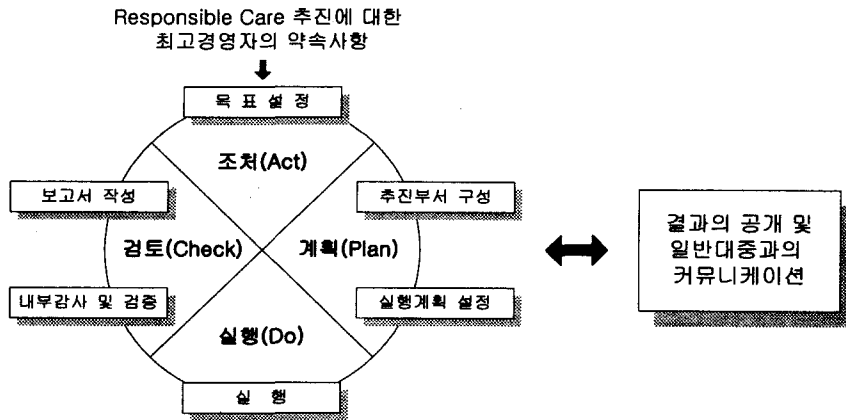 Responsible Care 추진에 대한
최고경영자의 약속사항
목 표 설 정
조처(Act)
보고서 작성
추진부서 구성
검토(Check)
계획(Plan)
내부감사 및 검증
실행계획 설정
실행(Do)
실 행
결과의 공개 및
일반대중과의
커뮤니케이션